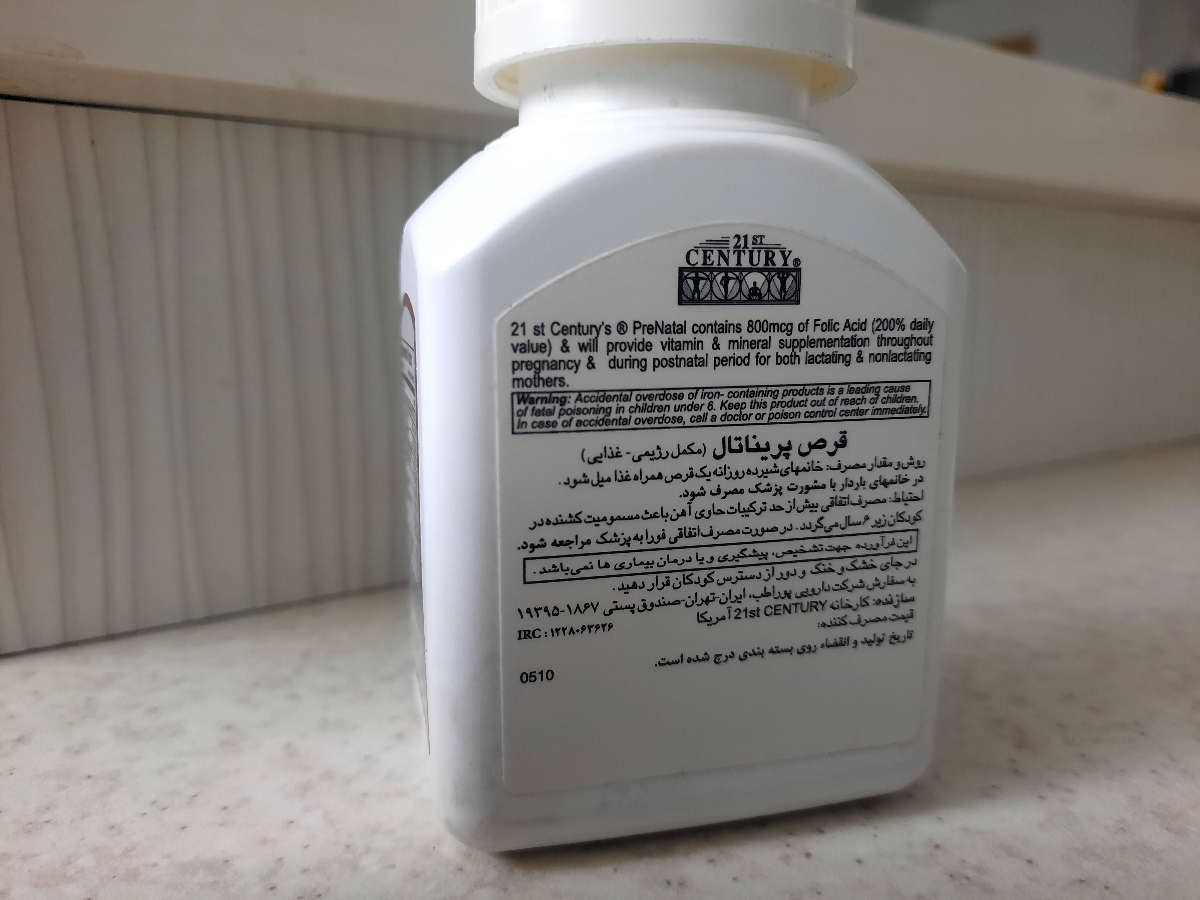 21ST
CENTURY®
21 st Century's ® PreNatal contains 800mcg of Folic Acid (200% daily
value) & will provide vitamin & mineral supplementation throughout
pregnancy & during postnatal period for both lactating & nonlactating
mothers.
Warning: Accidental overdose of iron- containing products is a leading cause
of fatal poisoning in children under 6. Keep this product out of reach of children.
In case of accidental overdose, call a doctor or poison control center immediately.
قرص پریناتال (مکمل رژیمی- غذایی)
روش و مقدار مصرف: خانمهای شیرده روزانه یک قرص همراه غذا میل شود.
در خانمهای باردار با مشورت پزشک مصرف شود.
احتیاط: مصرف اتفاقی بیش از حد ترکیبات حاوی آهن باعث مسمومیت کشنده در
کودکان زیر ۶ سال می‌گردد. در صورت مصرف اتفاقی فورا به پزشک مراجعه شود.
این فرآورده جهت تشخیص، پیشگیری و یا درمان بیماری ها نمی‌باشد.
در جای خشک و خنک و دور از دسترس کودکان قرار دهید.
به سفارش شرکت دارویی پوراطب، ایران-تهران-صندوق پستی ۱۸۶۷-۱۹۳۹۵
سازنده: کارخانه 21st CENTURY آمریکا
قیمت مصرف کننده:
IRC : ۱۲۲۸۰۶۳۶۲۶
تاریخ تولید و انقضاء روی بسته بندی درج شده است.
0510